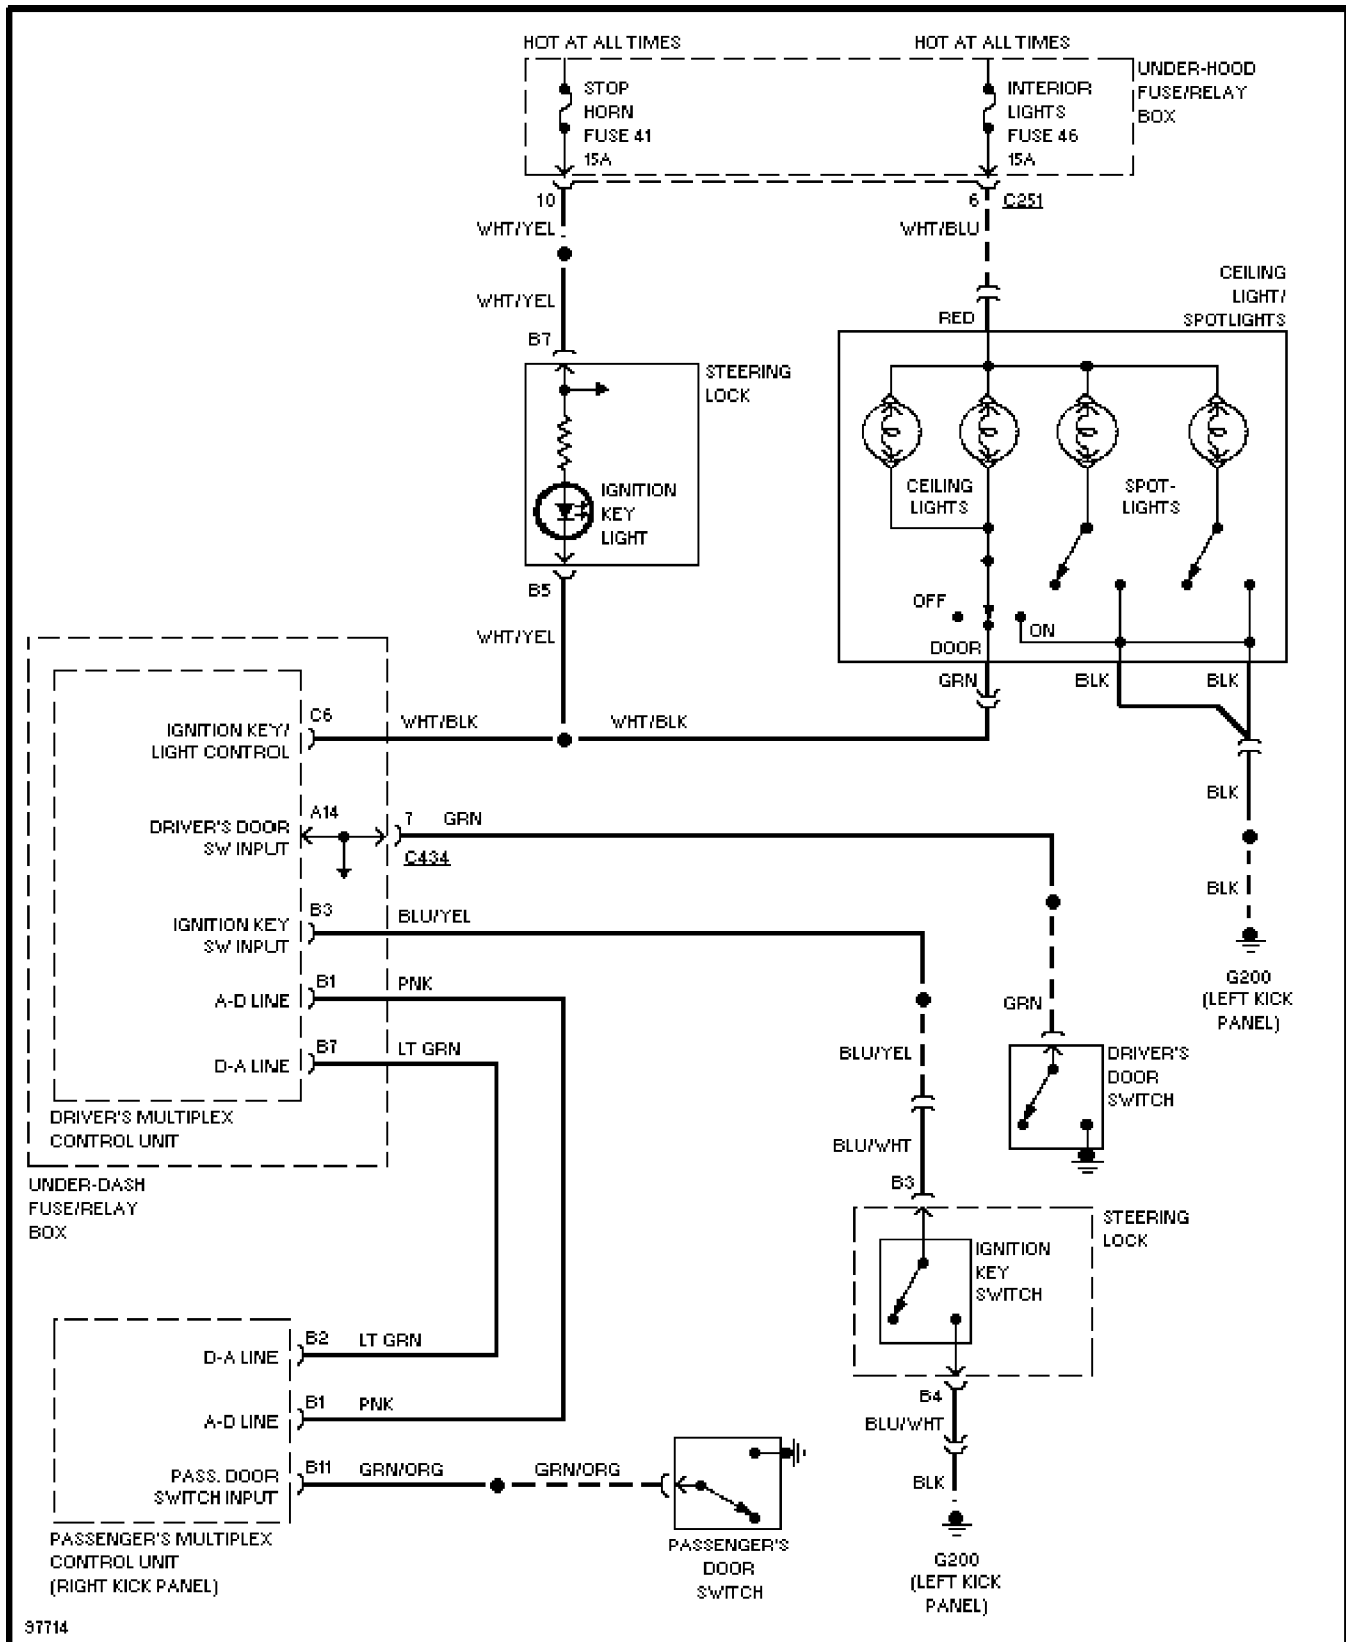 HOT AT ALL TIMES
HOT AT ALL TIMES
STOP
HORN
FUSE 41
15A
INTERIOR
LIGHTS
FUSE 46
15A
UNDER-HOOD
FUSE/RELAY
BOX
10
6
C251
WHT/YEL
WHT/BLU
WHT/YEL
CEILING
LIGHT/
SPOTLIGHTS
RED
B7
STEERING
LOCK
IGNITION
KEY
LIGHT
CEILING
LIGHTS
SPOT-
LIGHTS
B5
OFF
ON
DOOR
WHT/YEL
GRN
BLK
BLK
C6
WHT/BLK
WHT/BLK
IGNITION KEY/
LIGHT CONTROL
BLK
A14
7
GRN
DRIVER'S DOOR
SW INPUT
C434
BLK
B3
BLU/YEL
IGNITION KEY
SW INPUT
G200
(LEFT KICK
PANEL)
B1
PNK
A-D LINE
GRN
B7
LT GRN
D-A LINE
BLU/YEL
DRIVER'S
DOOR
SWITCH
DRIVER'S MULTIPLEX
CONTROL UNIT
BLU/WHT
UNDER-DASH
FUSE/RELAY
BOX
B3
STEERING
LOCK
IGNITION
KEY
SWITCH
B2
LT GRN
D-A LINE
B1
PNK
A-D LINE
B4
BLU/WHT
B11
GRN/ORG
GRN/ORG
PASS. DOOR
SWITCH INPUT
BLK
PASSENGER'S MULTIPLEX
CONTROL UNIT
(RIGHT KICK PANEL)
PASSENGER'S
DOOR
SWITCH
G200
(LEFT KICK
PANEL)
97714